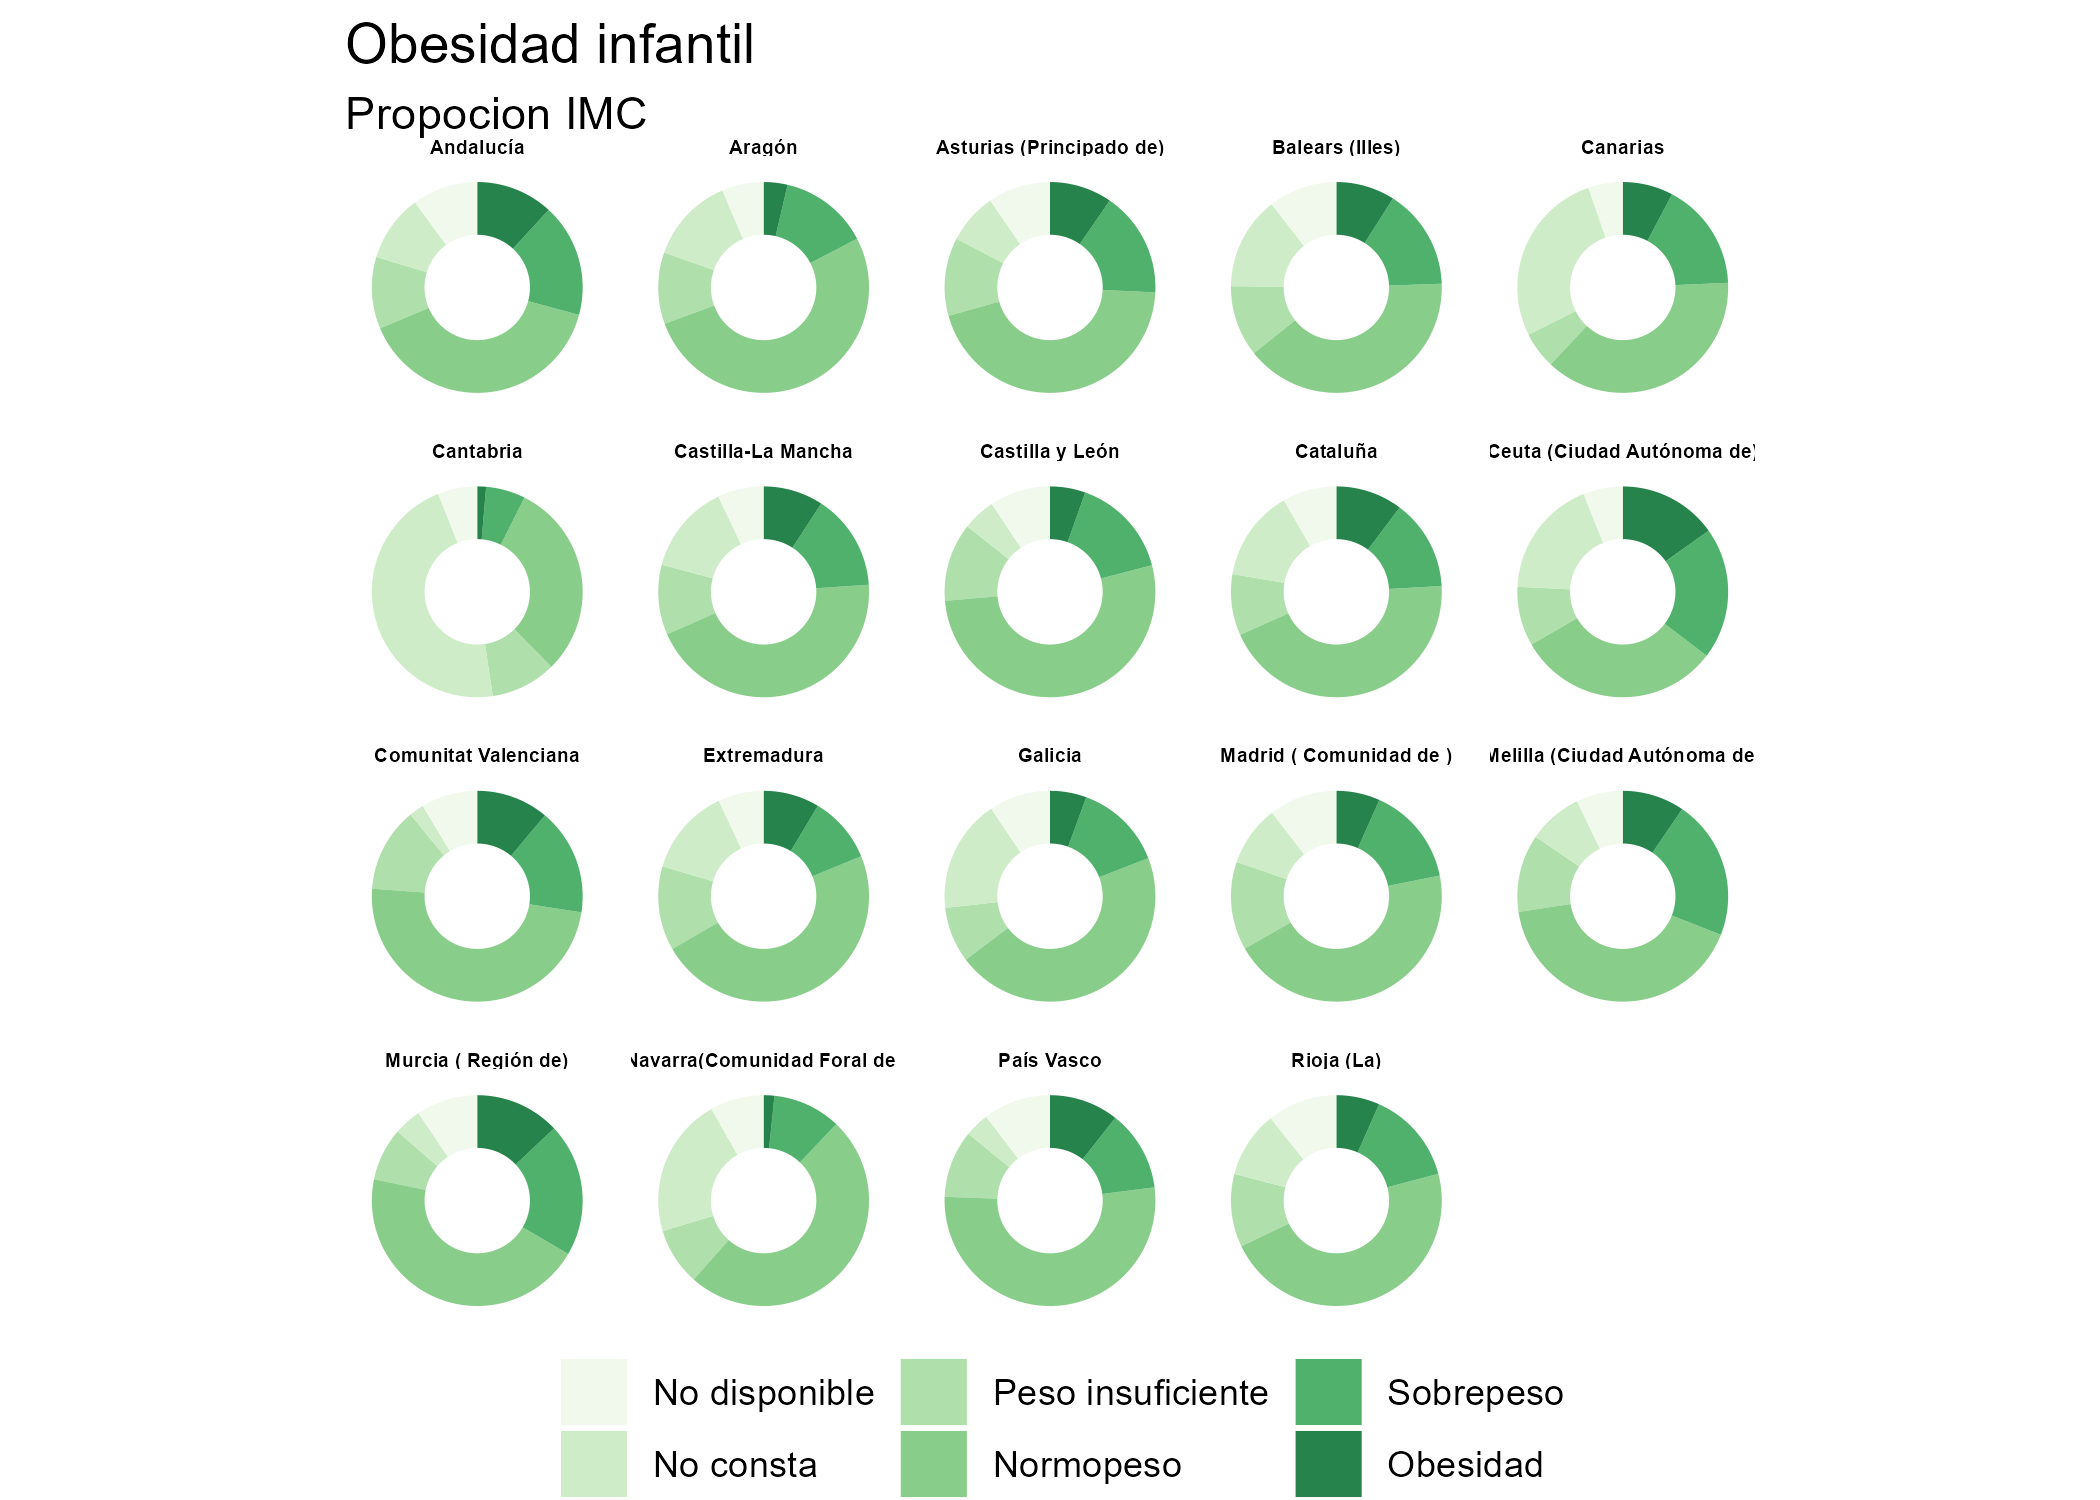 Obesidad infantil
Propocion IMC
Andalucía
Aragón
Asturias (Principado de)
Balears (Illes)
Canarias
Cantabria
Castilla-La Mancha
Castilla y León
Cataluña
Ceuta (Ciudad Autónoma de)
Comunitat Valenciana
Extremadura
Galicia
Madrid ( Comunidad de )
Melilla (Ciudad Autónoma de
Murcia ( Región de)
Navarra(Comunidad Foral de
País Vasco
Rioja (La)
No disponible
Peso insuficiente
Sobrepeso
No consta
Normopeso
Obesidad